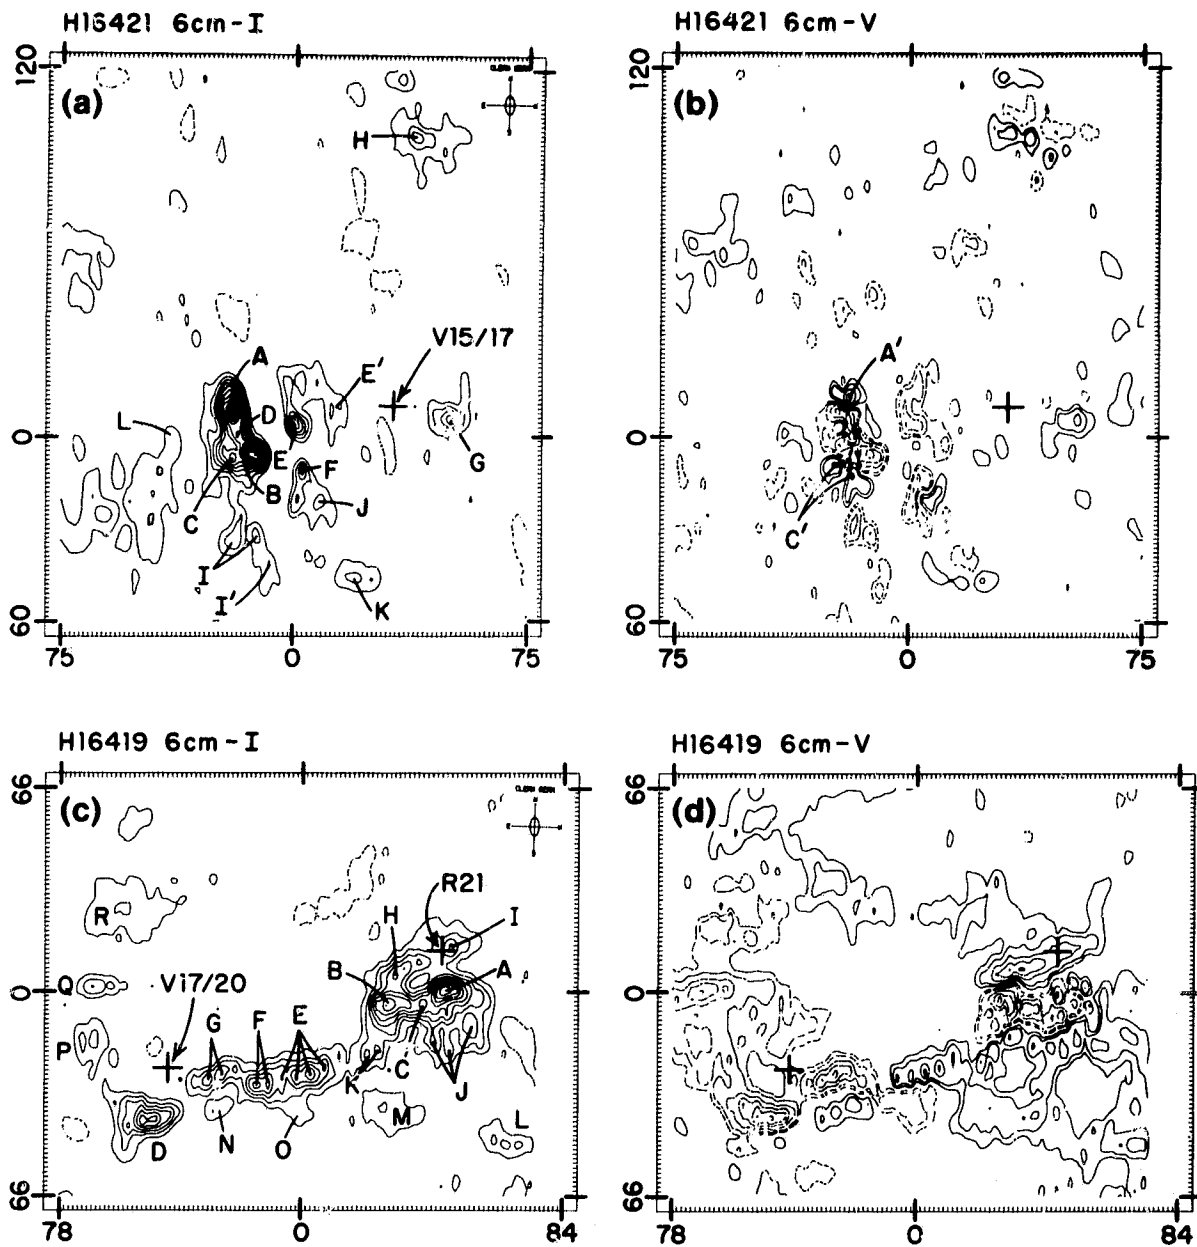 H16421 6cm-I
H16421 6cm-V
120
(a)
H
V15/17
A
E'
L
D
0
E
G
F
B
C
J
I
I'
K
60
75
0
75
120
(b)
A'
0
C'
60
75
0
75
H16419 6cm-I
H16419 6cm-V
66
(c)
R21
R
H
I
B
A
Q
V17/20
0
G
F
E
P
K
C
J
M
L
N
D
O
66
78
0
84
66
(d)
0
66
78
0
84